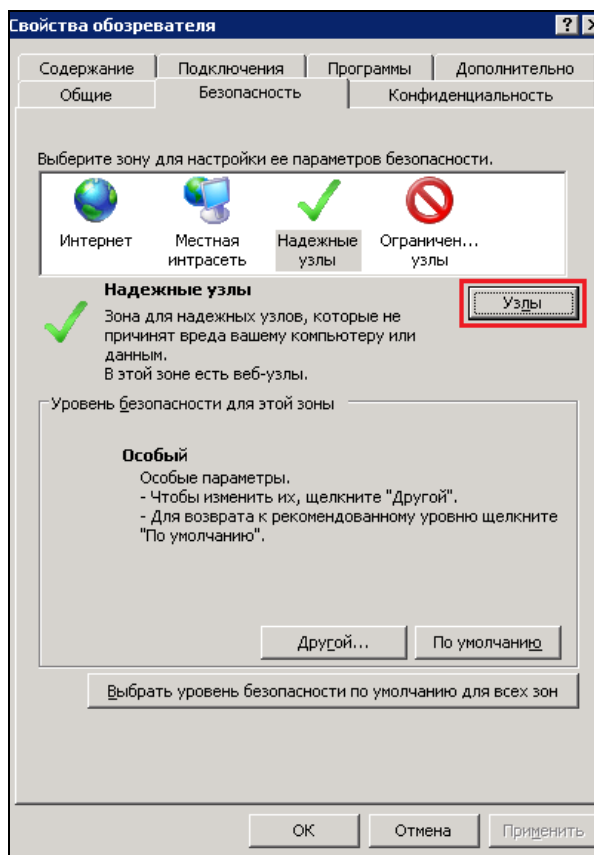 Свойства обозревателя
Содержание Подключения Программы Дополнительно
Общие Безопасность Конфиденциальность
Выберите зону для настройки ее параметров безопасности.
Интернет Местная интрасеть Надежные узлы Ограничен... узлы
Надежные узлы
Узлы
Зона для надежных узлов, которые не
причинят вреда вашему компьютеру или
данным.
В этой зоне есть веб-узлы.
Уровень безопасности для этой зоны
Особый
Особые параметры.
- Чтобы изменить их, щелкните "Другой".
- Для возврата к рекомендованному уровню щелкните
"По умолчанию".
Другой... По умолчанию
Выбрать уровень безопасности по умолчанию для всех зон
ОК Отмена Применить